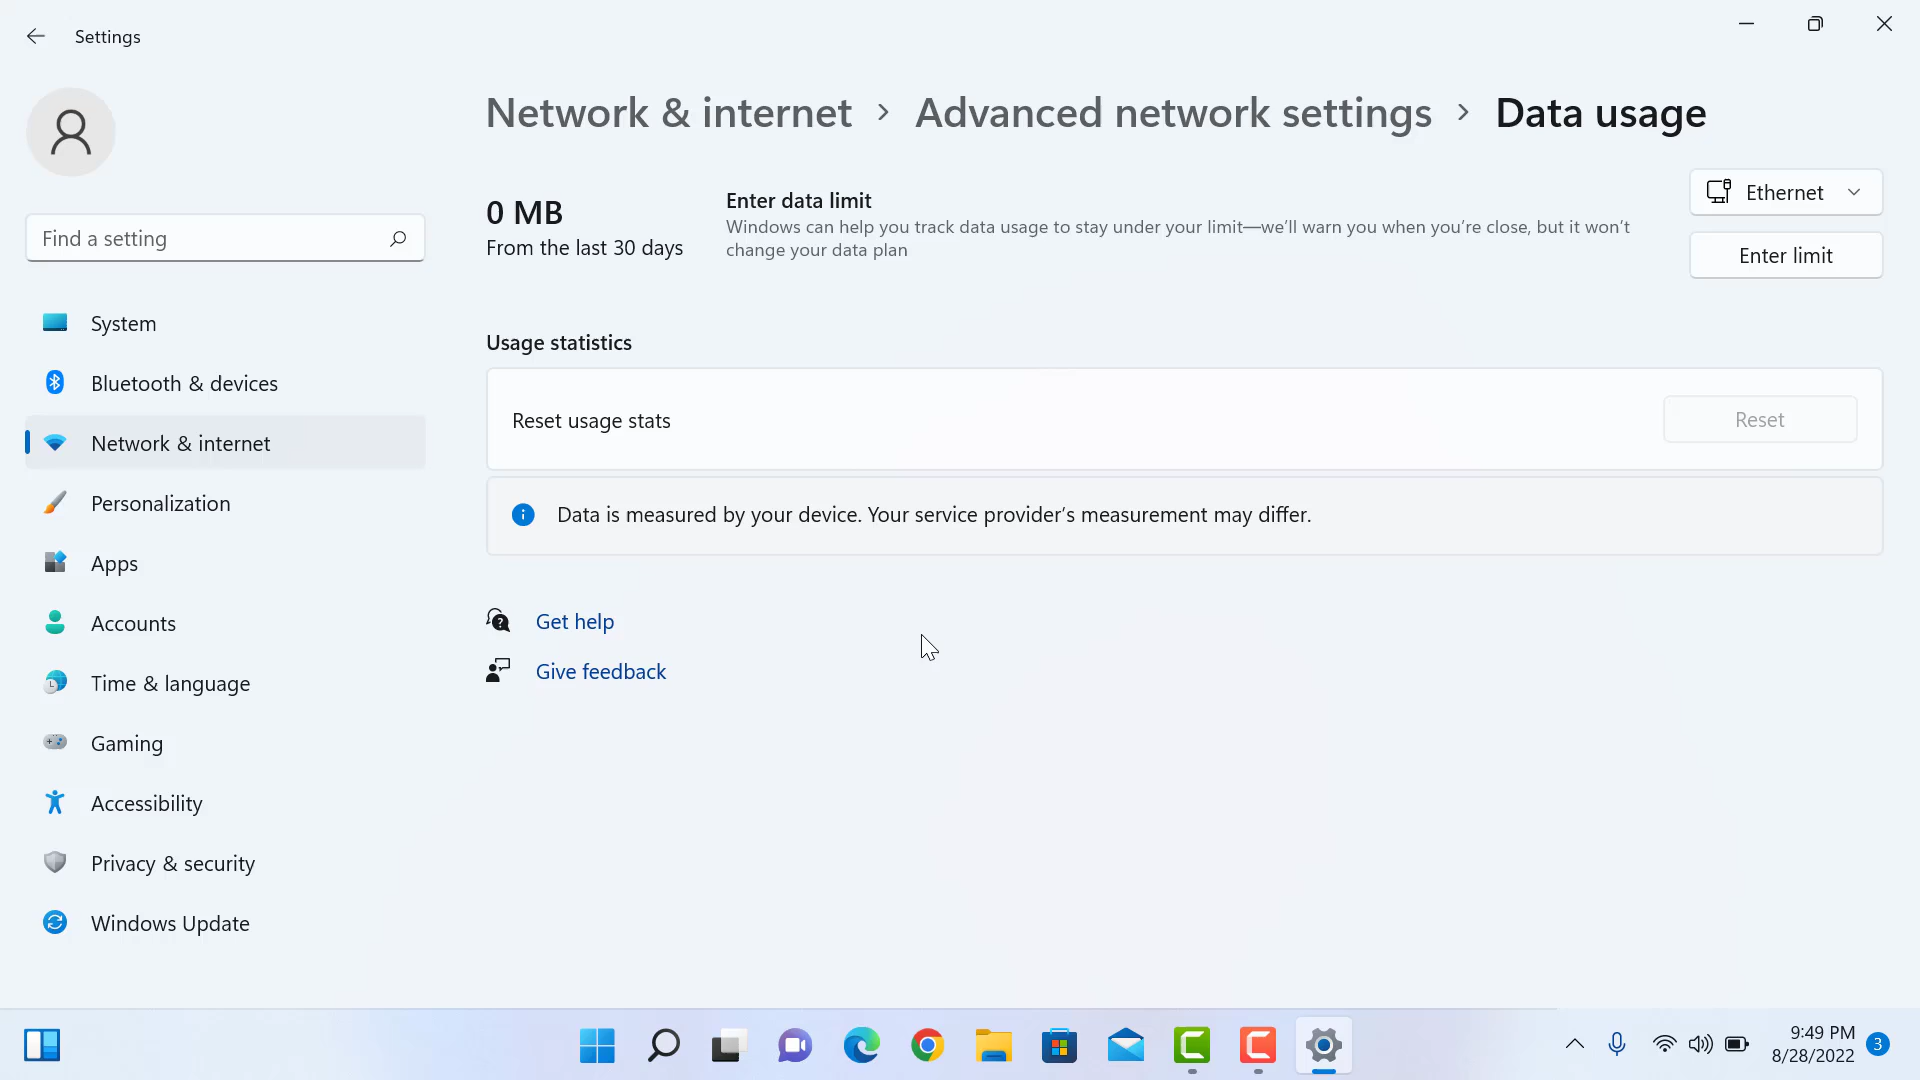 Settings
Network & internet > Advanced network settings > Data usage
0 MB
From the last 30 days
Enter data limit
Windows can help you track data usage to stay under your limit—we’ll warn you when you’re close, but it won’t
change your data plan
Ethernet
Enter limit
Find a setting
System
Bluetooth & devices
Network & internet
Personalization
Apps
Accounts
Time & language
Gaming
Accessibility
Privacy & security
Windows Update
Usage statistics
Reset usage stats
Reset
Data is measured by your device. Your service provider’s measurement may differ.
Get help
Give feedback
9:49 PM
8/28/2022
3